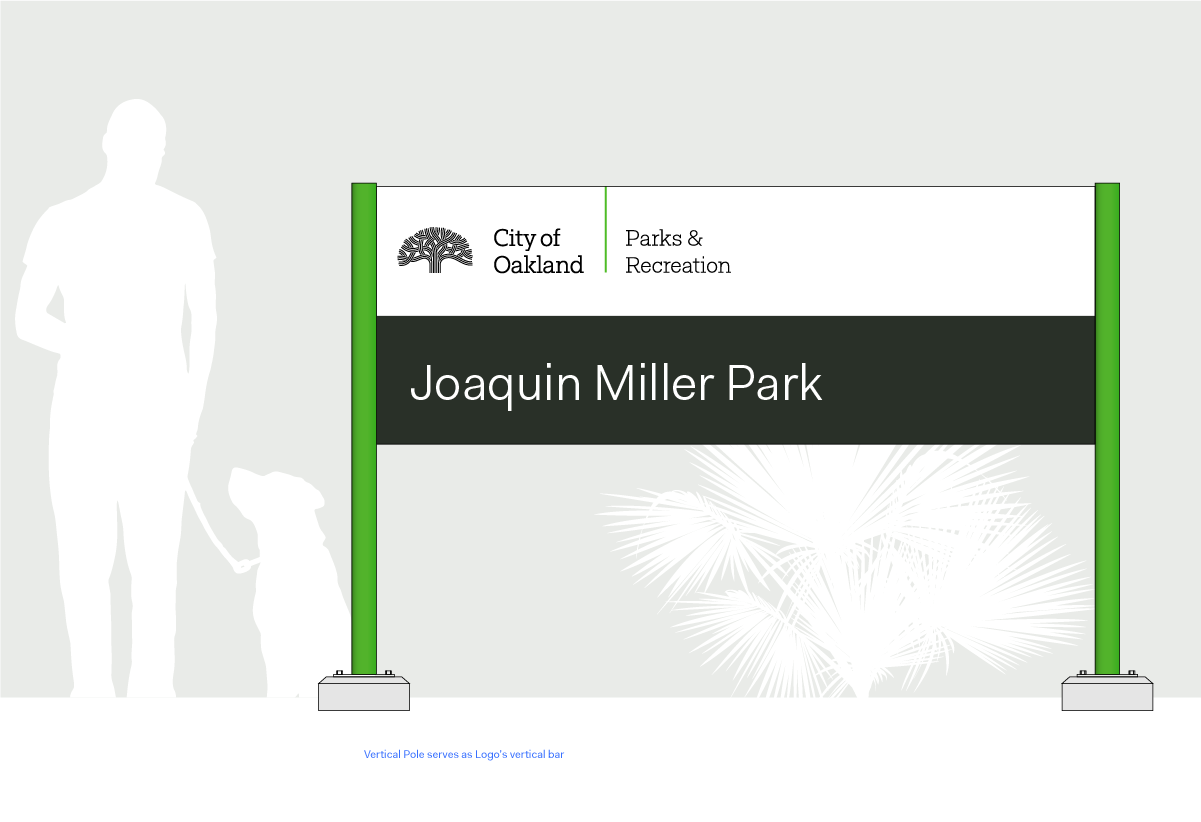 City of
Oakland
Parks &
Recreation
Joaquin Miller Park
Vertical Pole serves as Logo's vertical bar